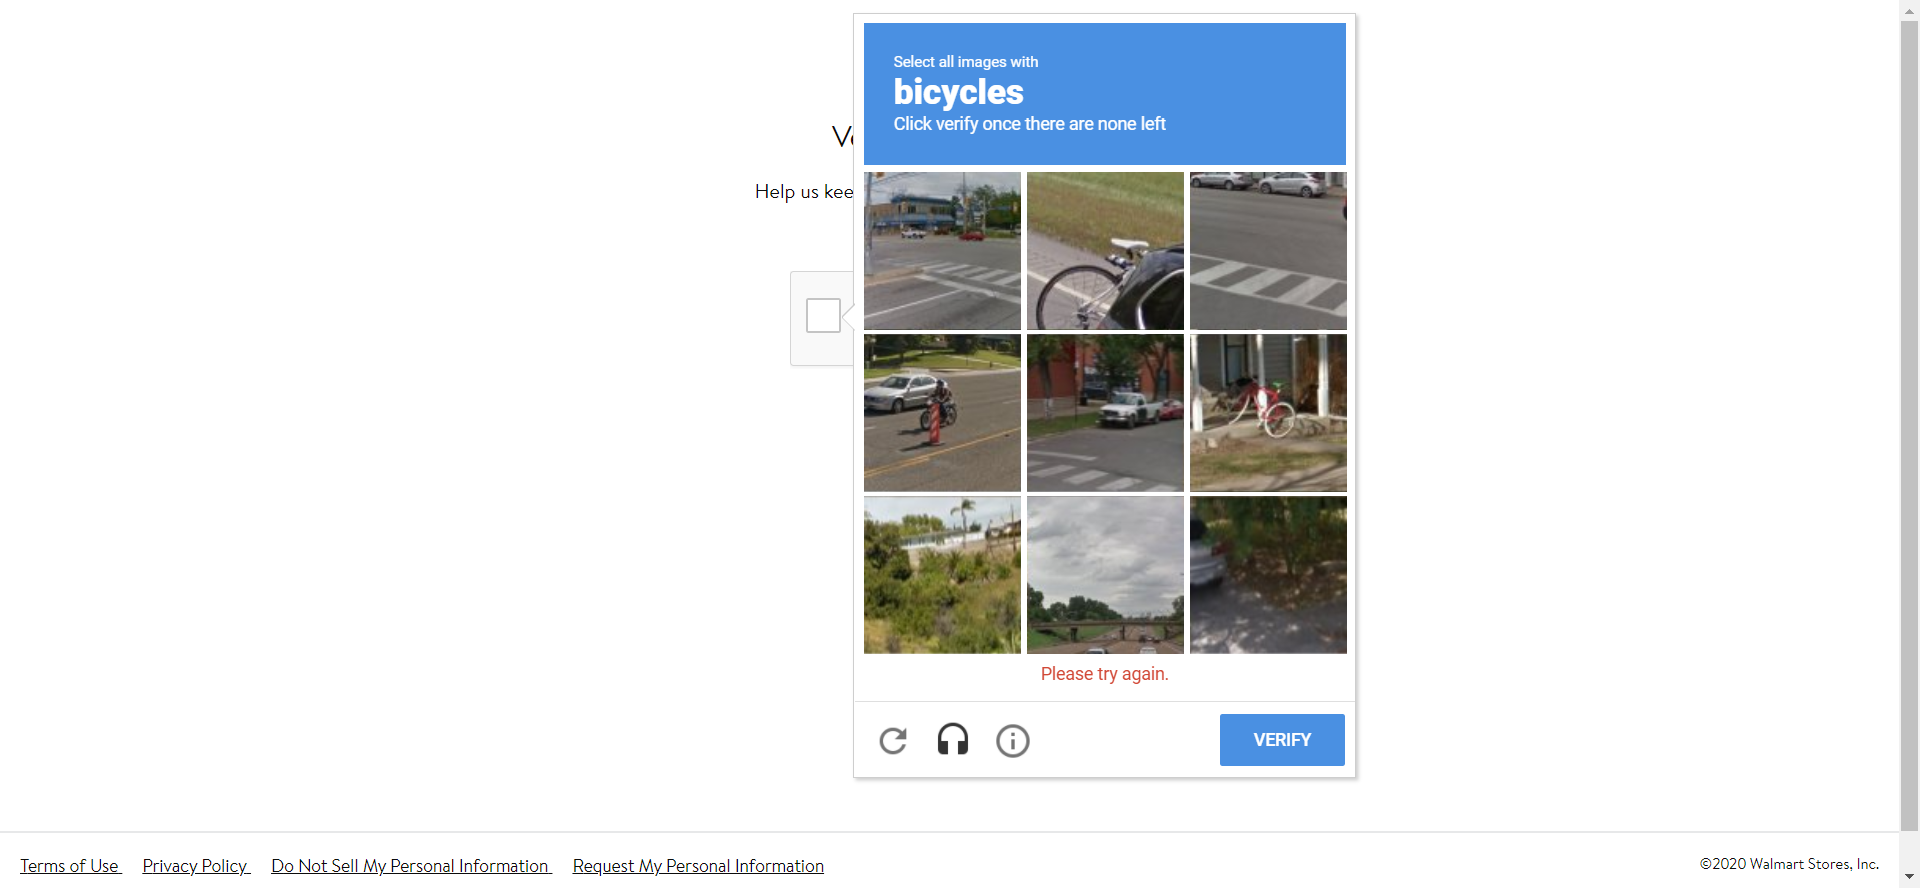 Select all images with
bicycles
Click verify once there are none left
Help us kee
Please try again.
VERIFY
Terms of Use
Privacy Policy
Do Not Sell My Personal Information
Request My Personal Information
©2020 Walmart Stores, Inc.